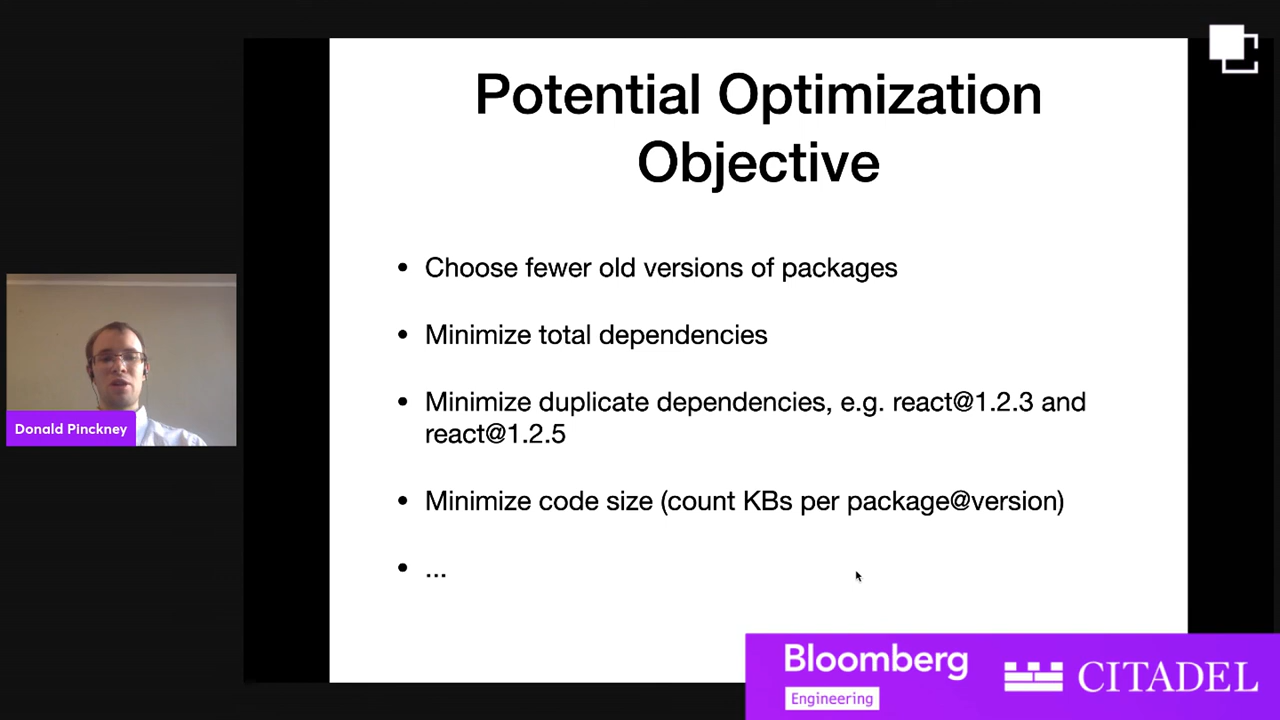 Potential Optimization
Objective
• Choose fewer old versions of packages
• Minimize total dependencies
• Minimize duplicate dependencies, e.g. react@1.2.3 and
react@1.2.5
• Minimize code size (count KBs per package@version)
• ...
Donald Pinckney
Bloomberg
Engineering
CITADEL